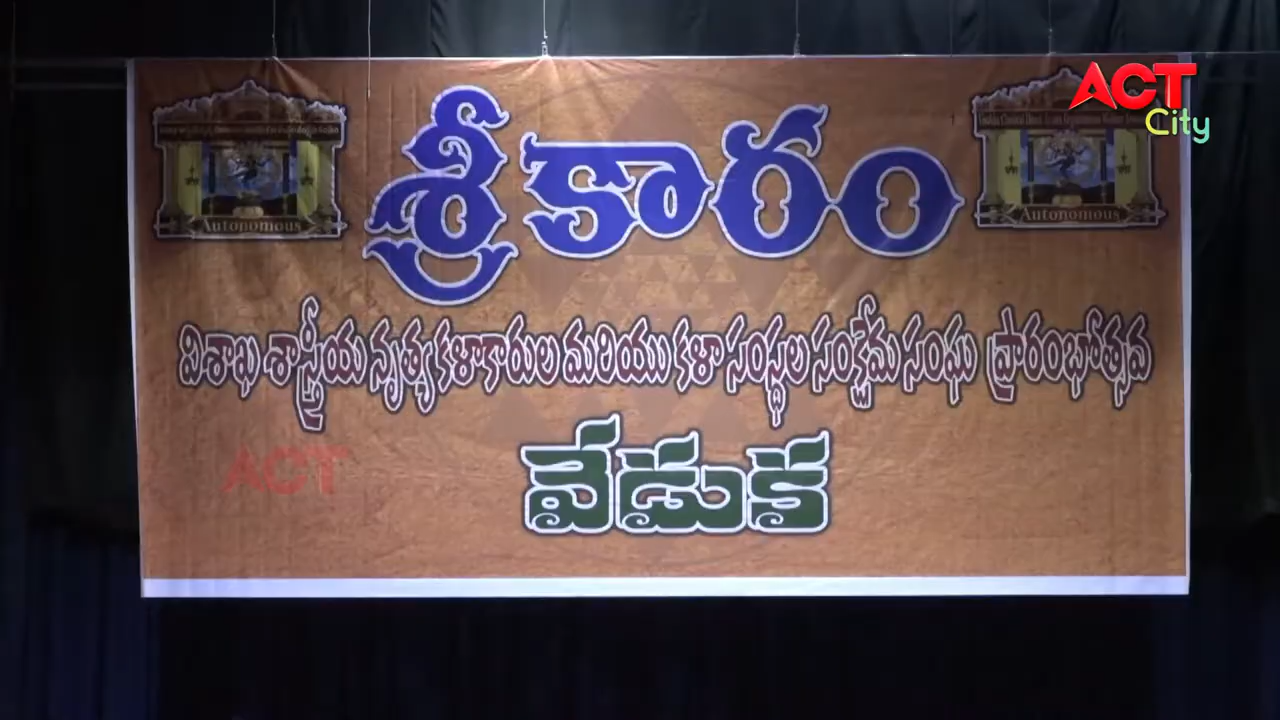 ACT
City
శ్రీకారం
Autonomous
Autonomous
విశాఖ శాస్త్రీయ నృత్య కళాకారుల మరియు కళా సంస్థల సంక్షేమ సంఘ ప్రారంభోత్సవ
ACT
వేడుక